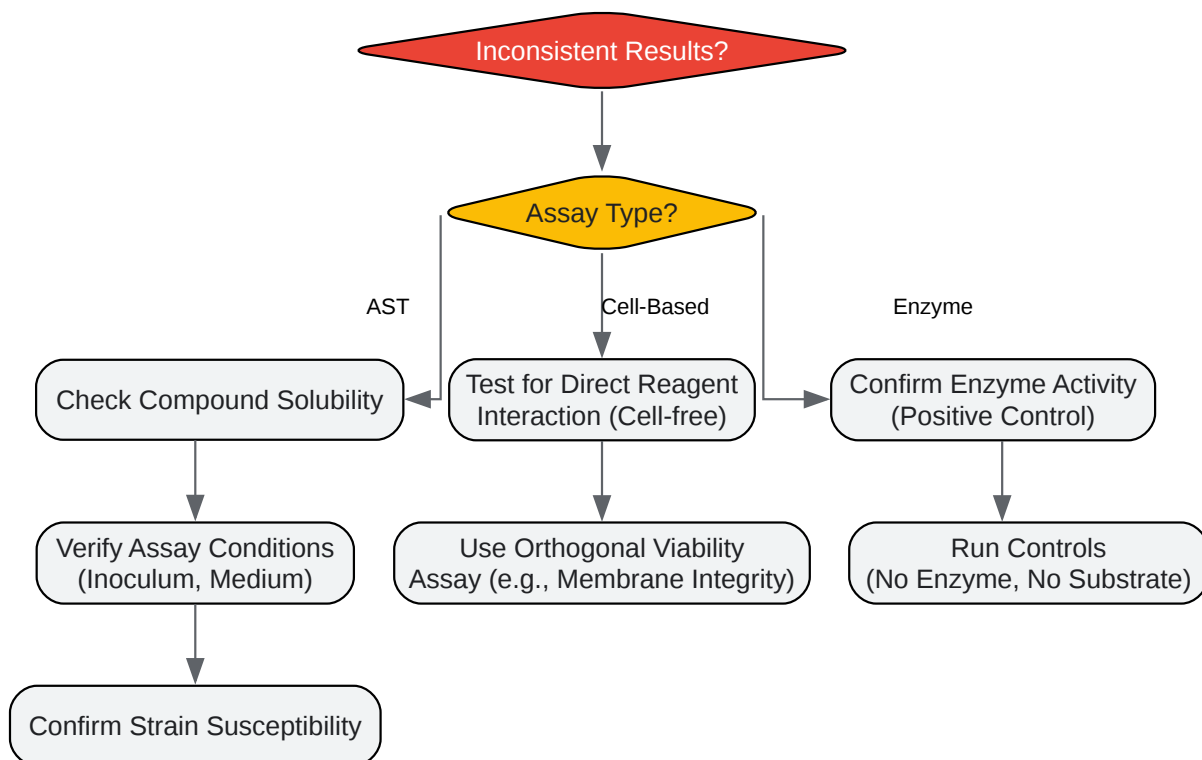 Inconsistent Results?
Assay Type?
AST
Cell-Based
Enzyme
Check Compound Solubility
Test for Direct Reagent
Interaction (Cell-free)
Confirm Enzyme Activity
(Positive Control)
Verify Assay Conditions
(Inoculum, Medium)
Use Orthogonal Viability
Assay (e.g., Membrane Integrity)
Run Controls
(No Enzyme, No Substrate)
Confirm Strain Susceptibility